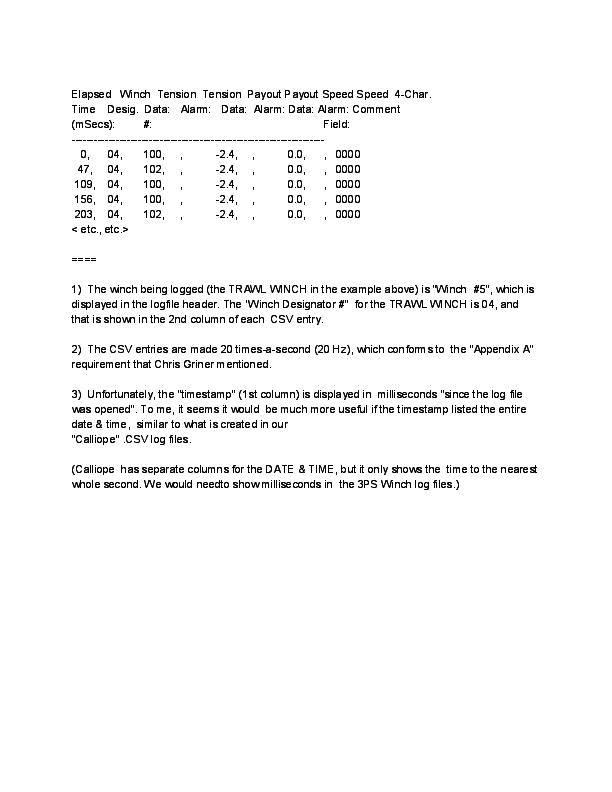 Elapsed Winch Tension Tension Payout Payout Speed Speed 4-Char.
Time Desig. Data: Alarm: Data: Alarm: Data: Alarm: Comment
(mSecs): #: Field:
----------------------------------------------------------------
0, 04, 100, , -2.4, , 0.0, , 0000
47, 04, 102, , -2.4, , 0.0, , 0000
109, 04, 100, , -2.4, , 0.0, , 0000
156, 04, 100, , -2.4, , 0.0, , 0000
203, 04, 102, , -2.4, , 0.0, , 0000
< etc., etc.>
====
1) The winch being logged (the TRAWL WINCH in the example above) is "Winch #5", which is
displayed in the logfile header. The "Winch Designator #" for the TRAWL WINCH is 04, and
that is shown in the 2nd column of each CSV entry.
2) The CSV entries are made 20 times-a-second (20 Hz), which conforms to the "Appendix A"
requirement that Chris Griner mentioned.
3) Unfortunately, the "timestamp" (1st column) is displayed in milliseconds "since the log file
was opened". To me, it seems it would be much more useful if the timestamp listed the entire
date & time, similar to what is created in our
"Calliope" .CSV log files.
(Calliope has separate columns for the DATE & TIME, but it only shows the time to the nearest
whole second. We would needto show milliseconds in the 3PS Winch log files.)